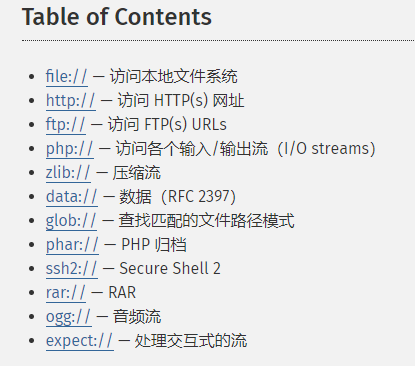 Table of Contents
file:// — 访问本地文件系统
http:// — 访问 HTTP(s) 网址
ftp:// — 访问 FTP(s) URLs
php:// — 访问各个输入/输出流（I/O streams）
zlib:// — 压缩流
data:// — 数据（RFC 2397）
glob:// — 查找匹配的文件路径模式
phar:// — PHP 归档
ssh2:// — Secure Shell 2
rar:// — RAR
ogg:// — 音频流
expect:// — 处理交互式的流